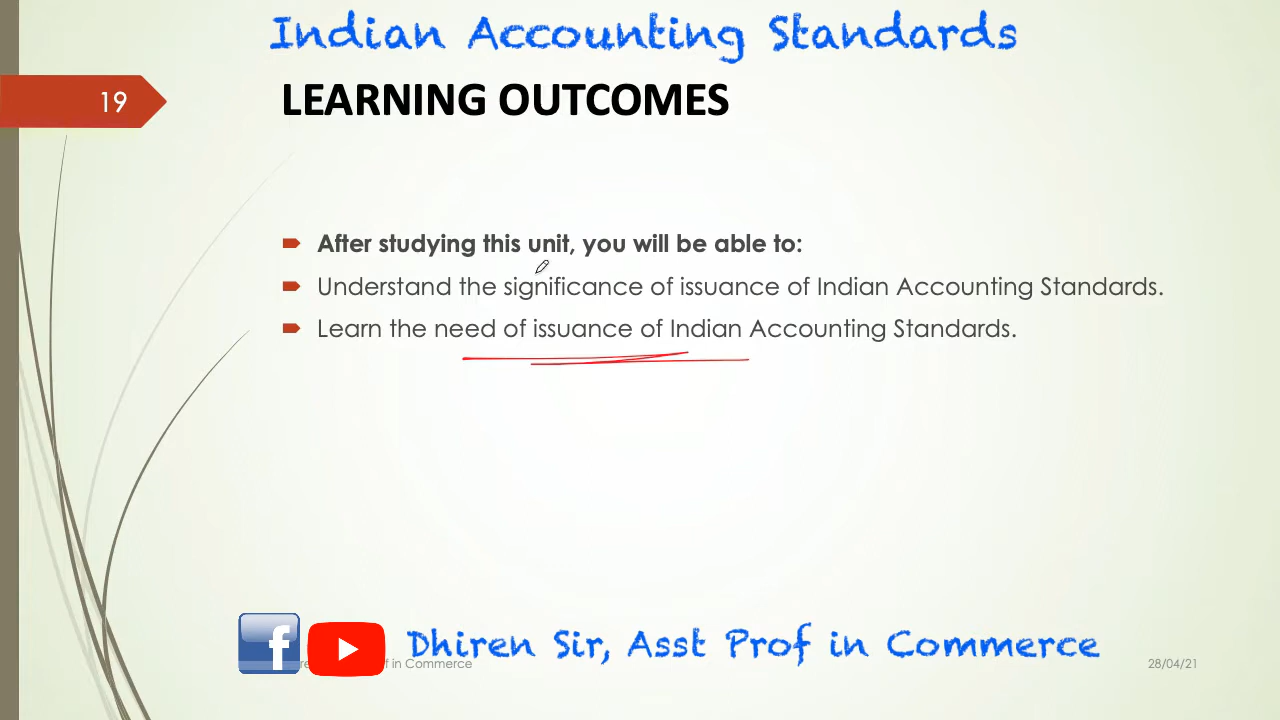 Indian Accounting Standards
19
LEARNING OUTCOMES
After studying this unit, you will be able to:
Understand the significance of issuance of Indian Accounting Standards.
Learn the need of issuance of Indian Accounting Standards.
Dhiren Sir, Asst Prof in Commerce
f in Commerce
28/04/21